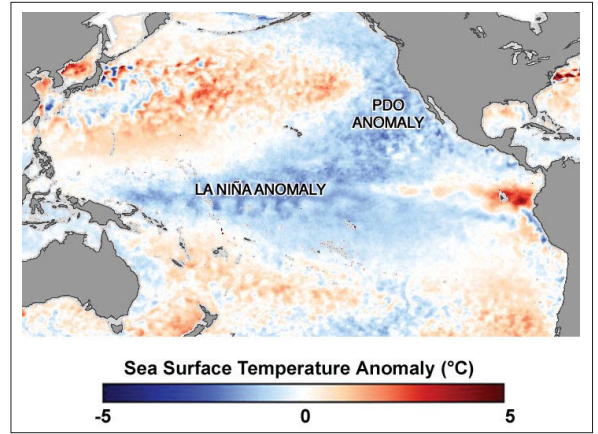 PDO
ANOMALY
LA NIÑA ANOMALY
Sea Surface Temperature Anomaly (°C)
-5 0 5